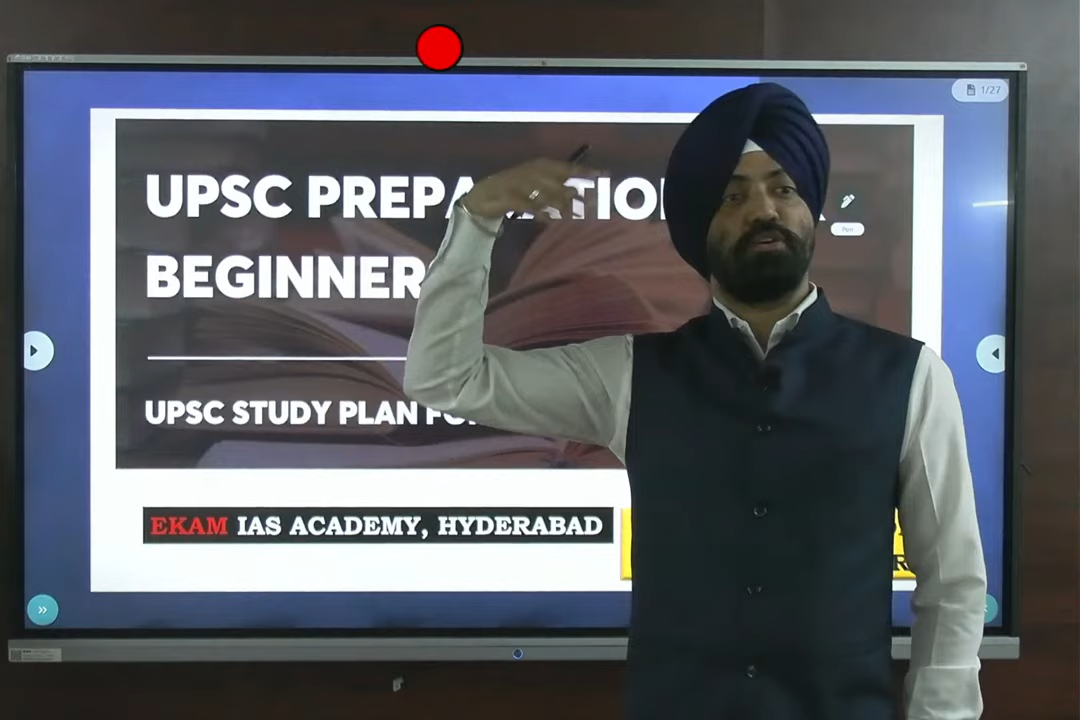 1/27
UPSC PREPA
BEGINNER
UPSC STUDY PLAN FO
Pen
EKAM IAS ACADEMY, HYDERABAD